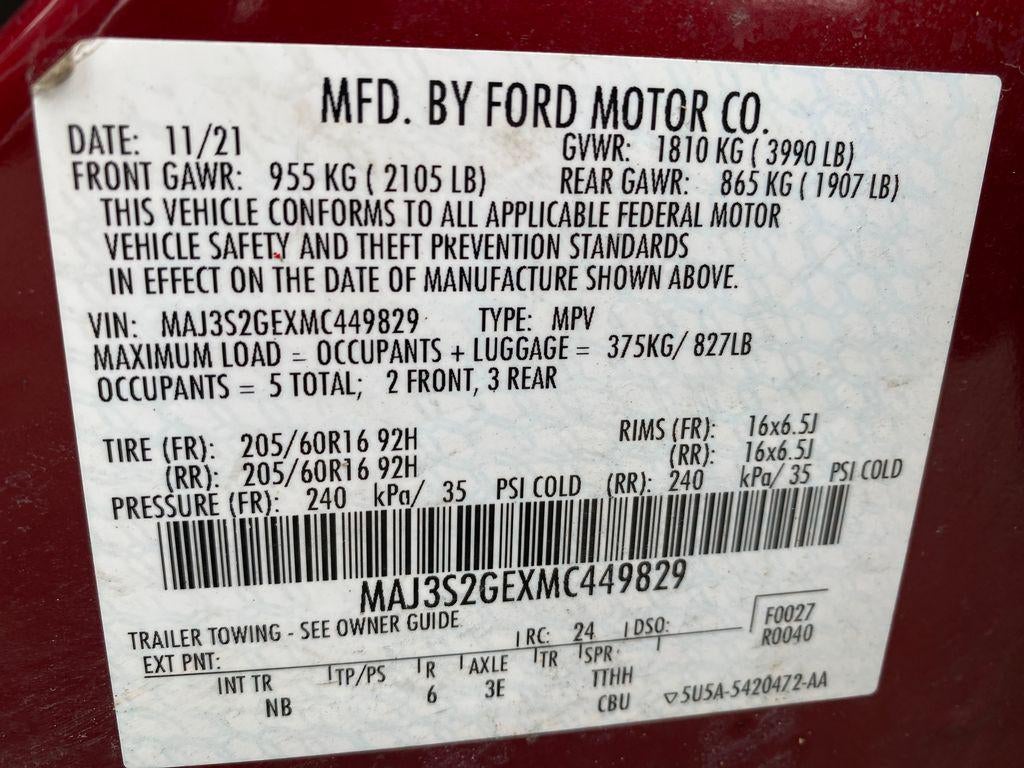 MFD. BY FORD MOTOR CO.
DATE: 11/21 GVWR: 1810 KG ( 3990 LB)
FRONT GAWR: 955 KG ( 2105 LB) REAR GAWR: 865 KG ( 1907 LB)
THIS VEHICLE CONFORMS TO ALL APPLICABLE FEDERAL MOTOR
VEHICLE SAFETY AND THEFT PREVENTION STANDARDS
IN EFFECT ON THE DATE OF MANUFACTURE SHOWN ABOVE.
VIN: MAJ3S2GEXMC449829 TYPE: MPV
MAXIMUM LOAD = OCCUPANTS + LUGGAGE = 375KG/ 827LB
OCCUPANTS = 5 TOTAL; 2 FRONT, 3 REAR
TIRE (FR): 205/60R16 92H RIMS (FR): 16x6.5J
(RR): 205/60R16 92H (RR): 16x6.5J
PRESSURE (FR): 240 kPa/ 35 PSI COLD (RR): 240 kPa/ 35 PSI COLD
MAJ3S2GEXMC449829
TRAILER TOWING - SEE OWNER GUIDE
EXT PNT: RC: 24 DSO: F0027
R0040
INT TR TP/PS R AXLE TR SPR
NB 6 3E TTHH
CBU ▽5U5A-5420472-AA